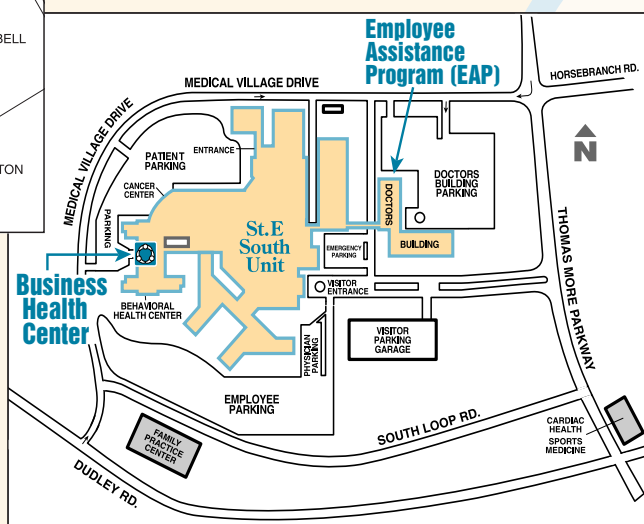 BELL
TON
Employee
Assistance
Program (EAP)
HORSEBRANCH RD.
MEDICAL VILLAGE DRIVE
MEDICAL VILLAGE DRIVE
ENTRANCE
PATIENT
PARKING
CANCER
CENTER
PARKING
DOCTORS
BUILDING
PARKING
DOCTORS
BUILDING
N
St.E
South
Unit
EMERGENCY
PARKING
THOMAS MORE PARKWAY
Business
Health
Center
BEHAVIORAL
HEALTH CENTER
VISITOR
ENTRANCE
VISITOR
PARKING
GARAGE
PHYSICIAN
PARKING
EMPLOYEE
PARKING
FAMILY
PRACTICE
CENTER
SOUTH LOOP RD.
CARDIAC
HEALTH
SPORTS
MEDICINE
DUDLEY RD.